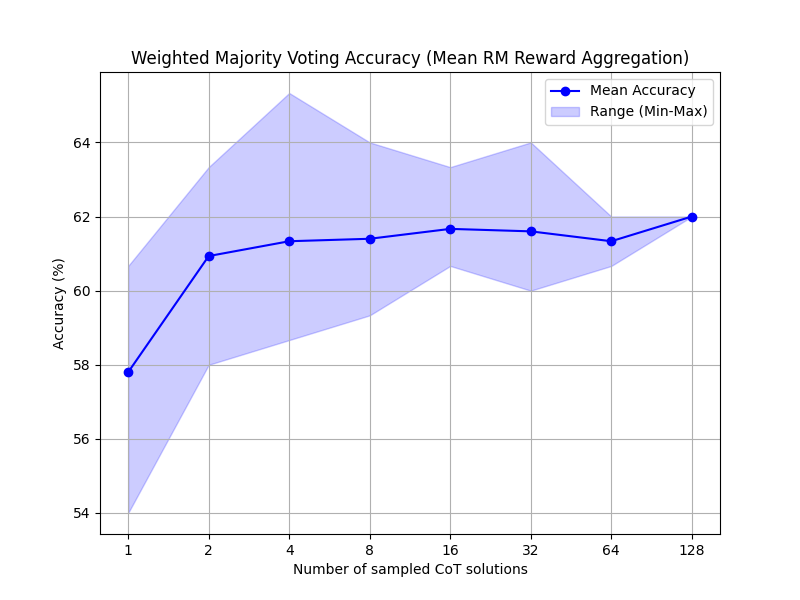 Weighted Majority Voting Accuracy (Mean RM Reward Aggregation)
Mean Accuracy
Range (Min-Max)
Accuracy (%)
64
62
60
58
56
54
1 2 4 8 16 32 64 128
Number of sampled CoT solutions